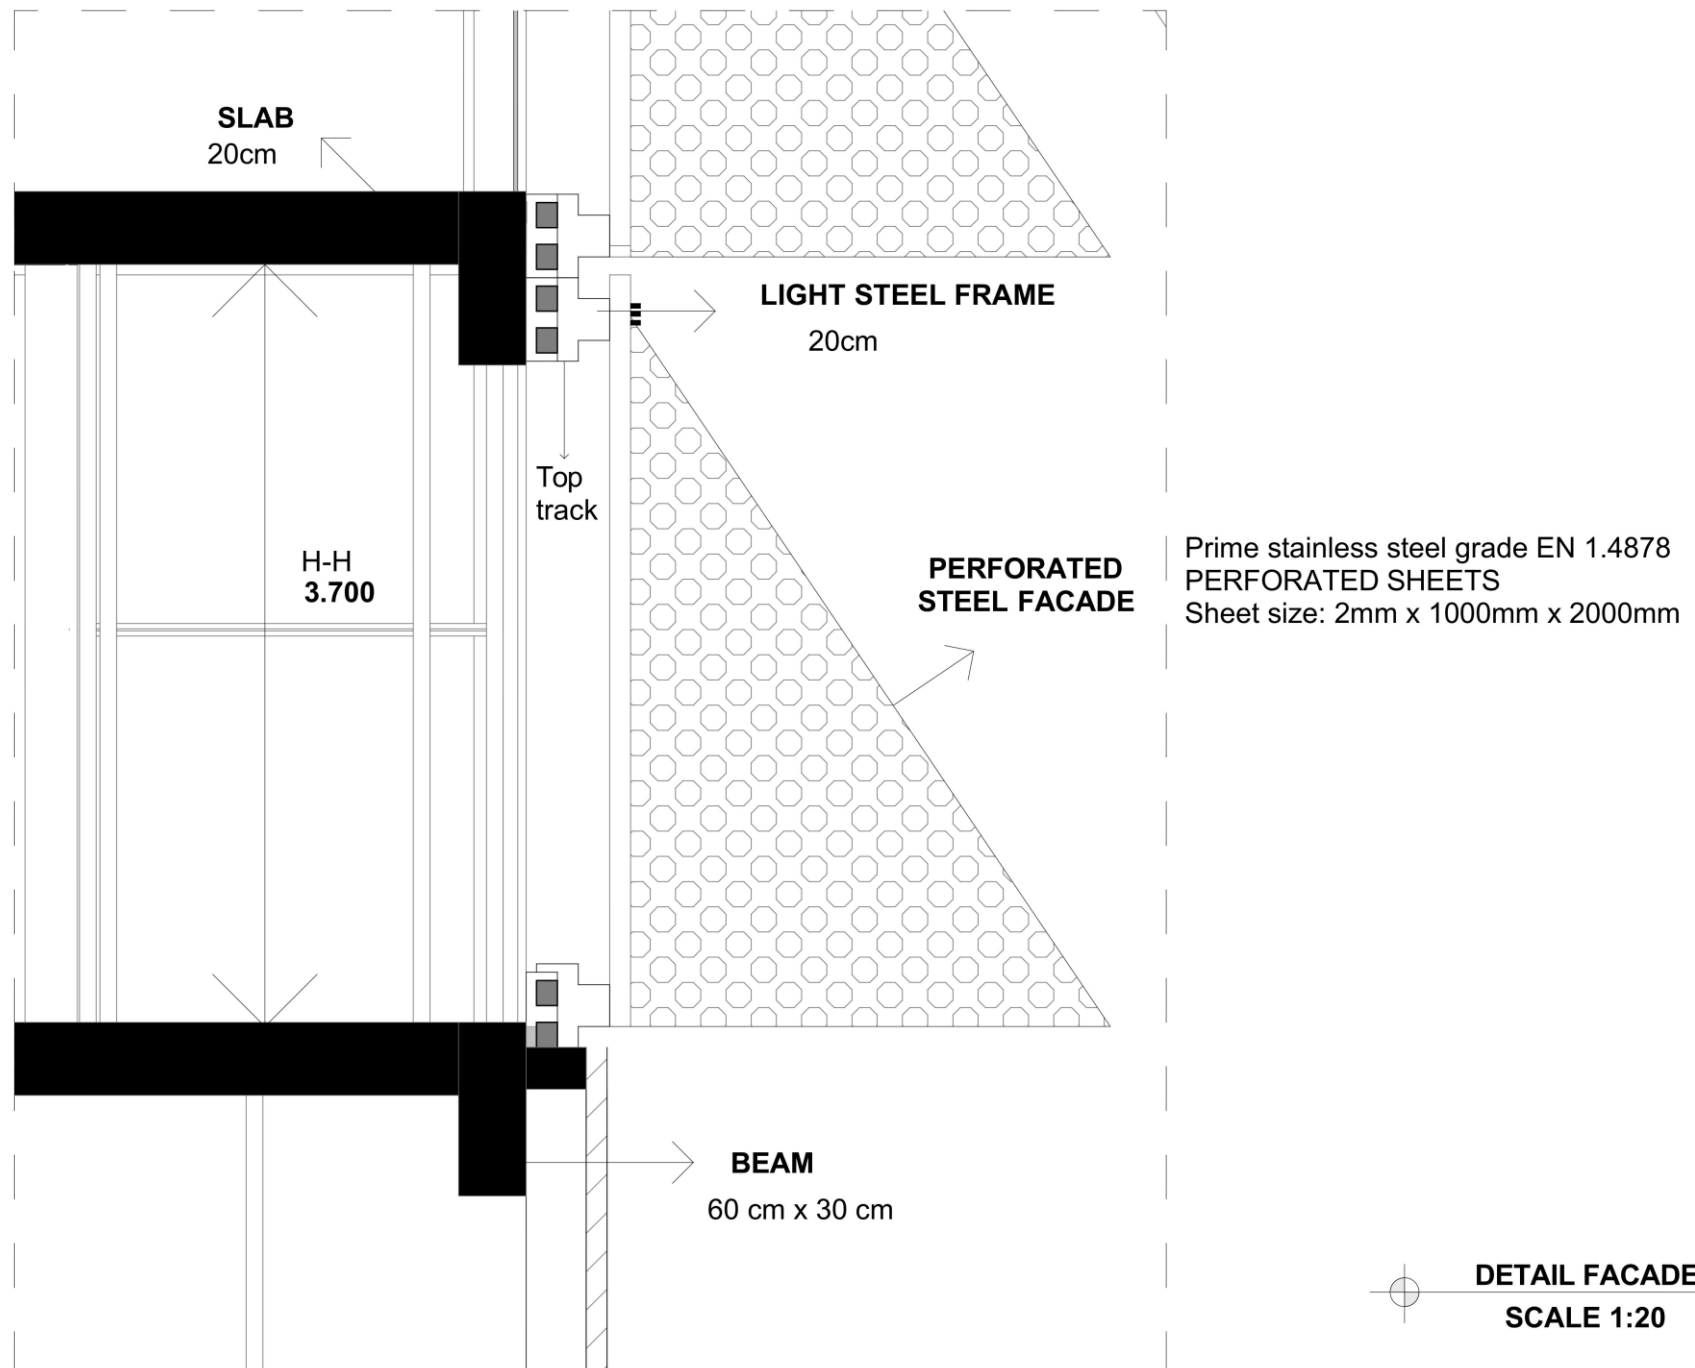 SLAB
20cm
LIGHT STEEL FRAME
20cm
Top
track
H-H
3.700
PERFORATED
STEEL FACADE
Prime stainless steel grade EN 1.4878
PERFORATED SHEETS
Sheet size: 2mm x 1000mm x 2000mm
BEAM
60 cm x 30 cm
DETAIL FACADE
SCALE 1:20